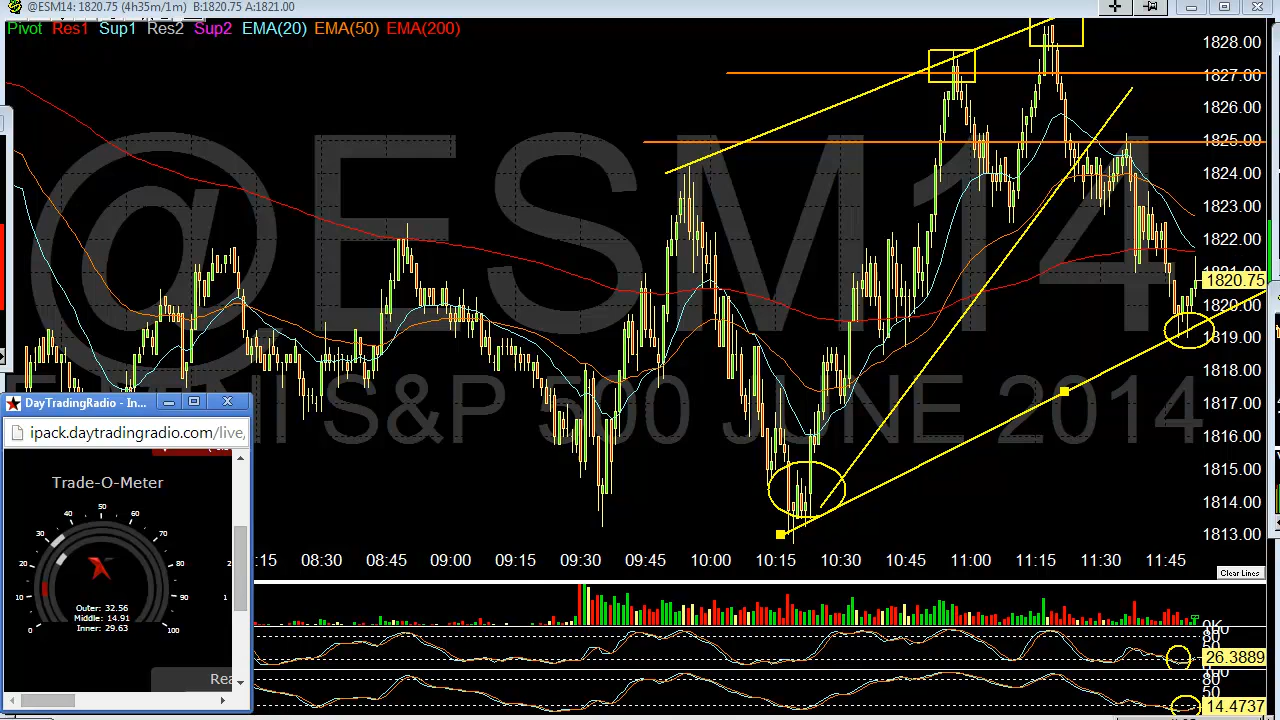 @ESM14: 1820.75 (4h35m/1m) B:1820.75 A:1821.00
Pivot Res1 Sup1 Res2 Sup2 EMA(20) EMA(50) EMA(200)
1828.00
1827.00
1826.00
1825.00
1824.00
1823.00
1822.00
1820.75
1820.00
1819.00
1818.00
1817.00
1816.00
1815.00
1814.00
1813.00
@ESM14
S&P 500 JUNE 2014
DayTradingRadio - In...
ipack.daytradingradio.com/live,
Trade-O-Meter
0 10 20 30 40 50 60 70 80 90 100
Outer: 32.56
Middle: 14.91
Inner: 29.63
Rea
:15 08:30 08:45 09:00 09:15 09:30 09:45 10:00 10:15 10:30 10:45 11:00 11:15 11:30 11:45
Clear Lines
26.3889
50
14.4737